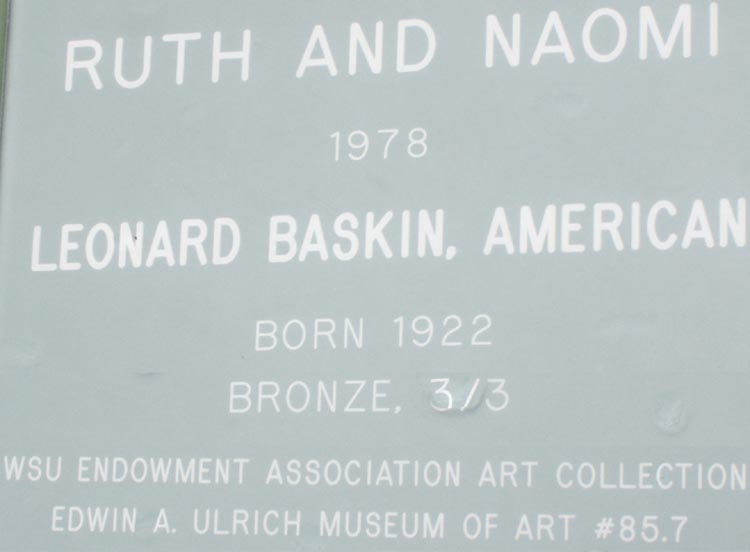 RUTH AND NAOMI
1978
LEONARD BASKIN, AMERICAN
BORN 1922
BRONZE, 3/3
WSU ENDOWMENT ASSOCIATION ART COLLECTION
EDWIN A. ULRICH MUSEUM OF ART #85.7